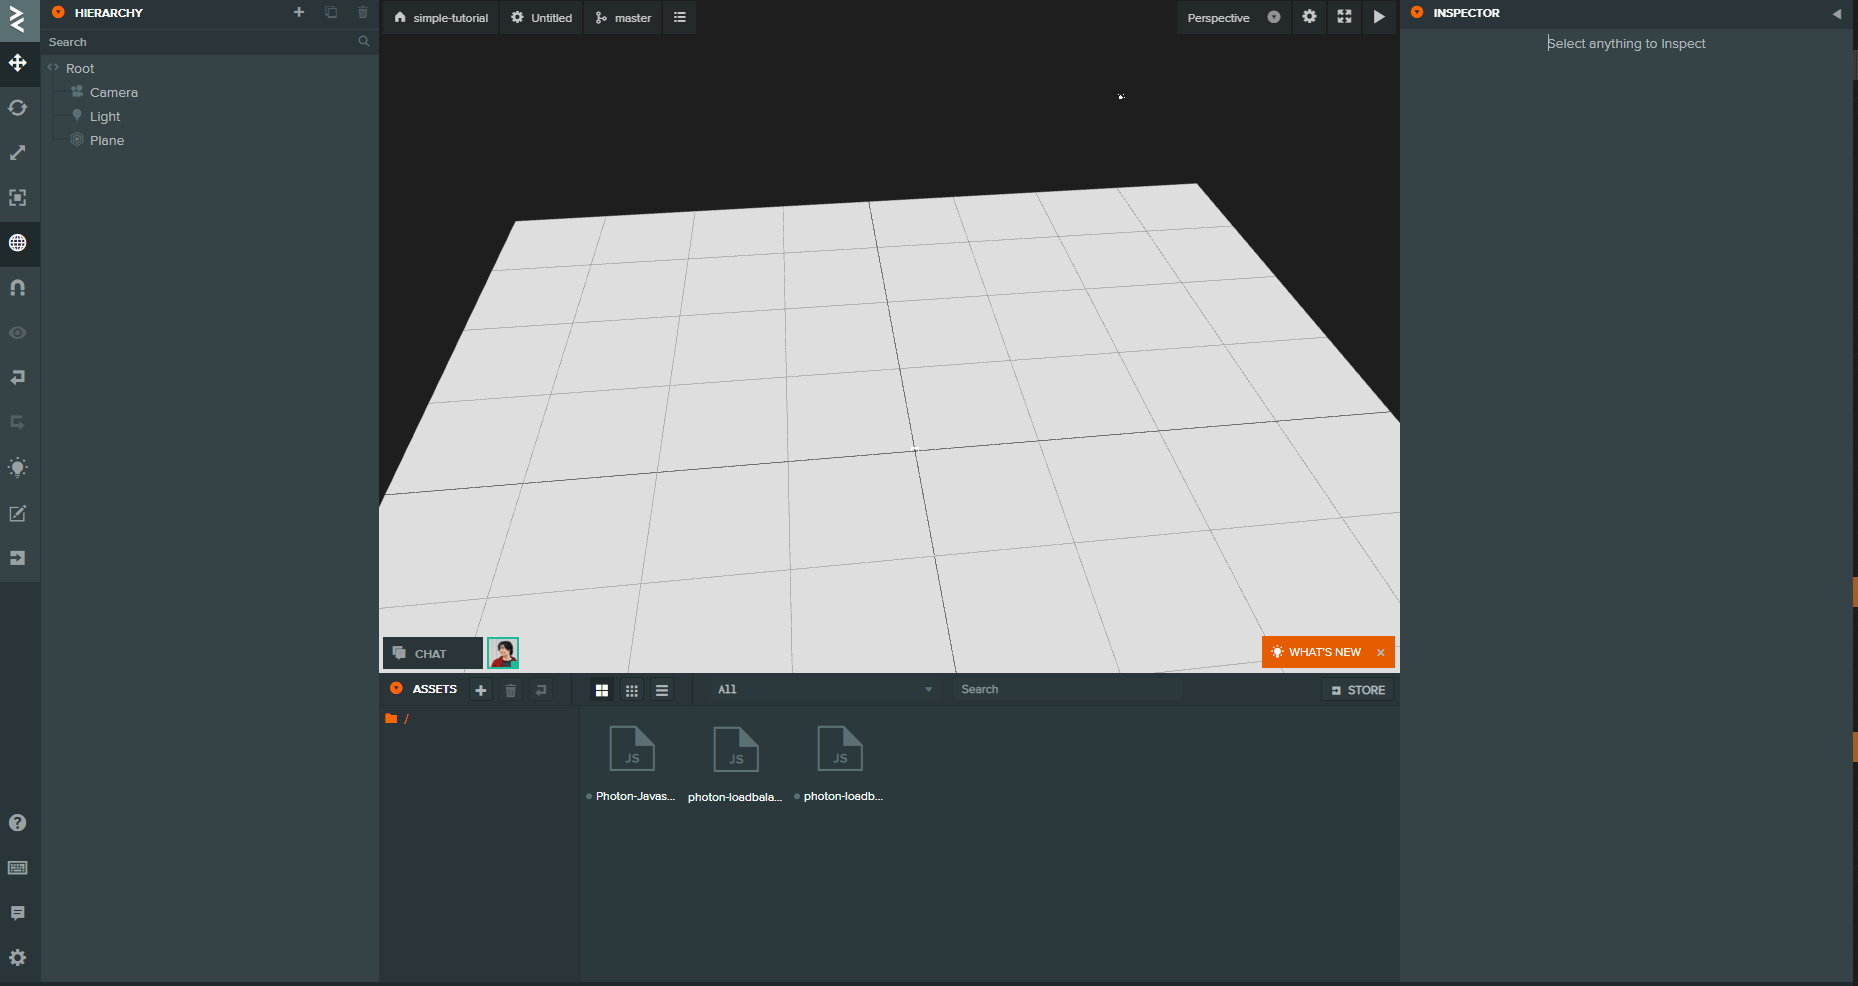 HIERARCHY
Search
Root
Camera
Light
Plane
simple-tutorial
Untitled
master
Perspective
INSPECTOR
Select anything to Inspect
CHAT
WHAT'S NEW
ASSETS
All
Search
STORE
/
JS
JS
JS
Photon-Javas...
photon-loadbala...
photon-loadb...